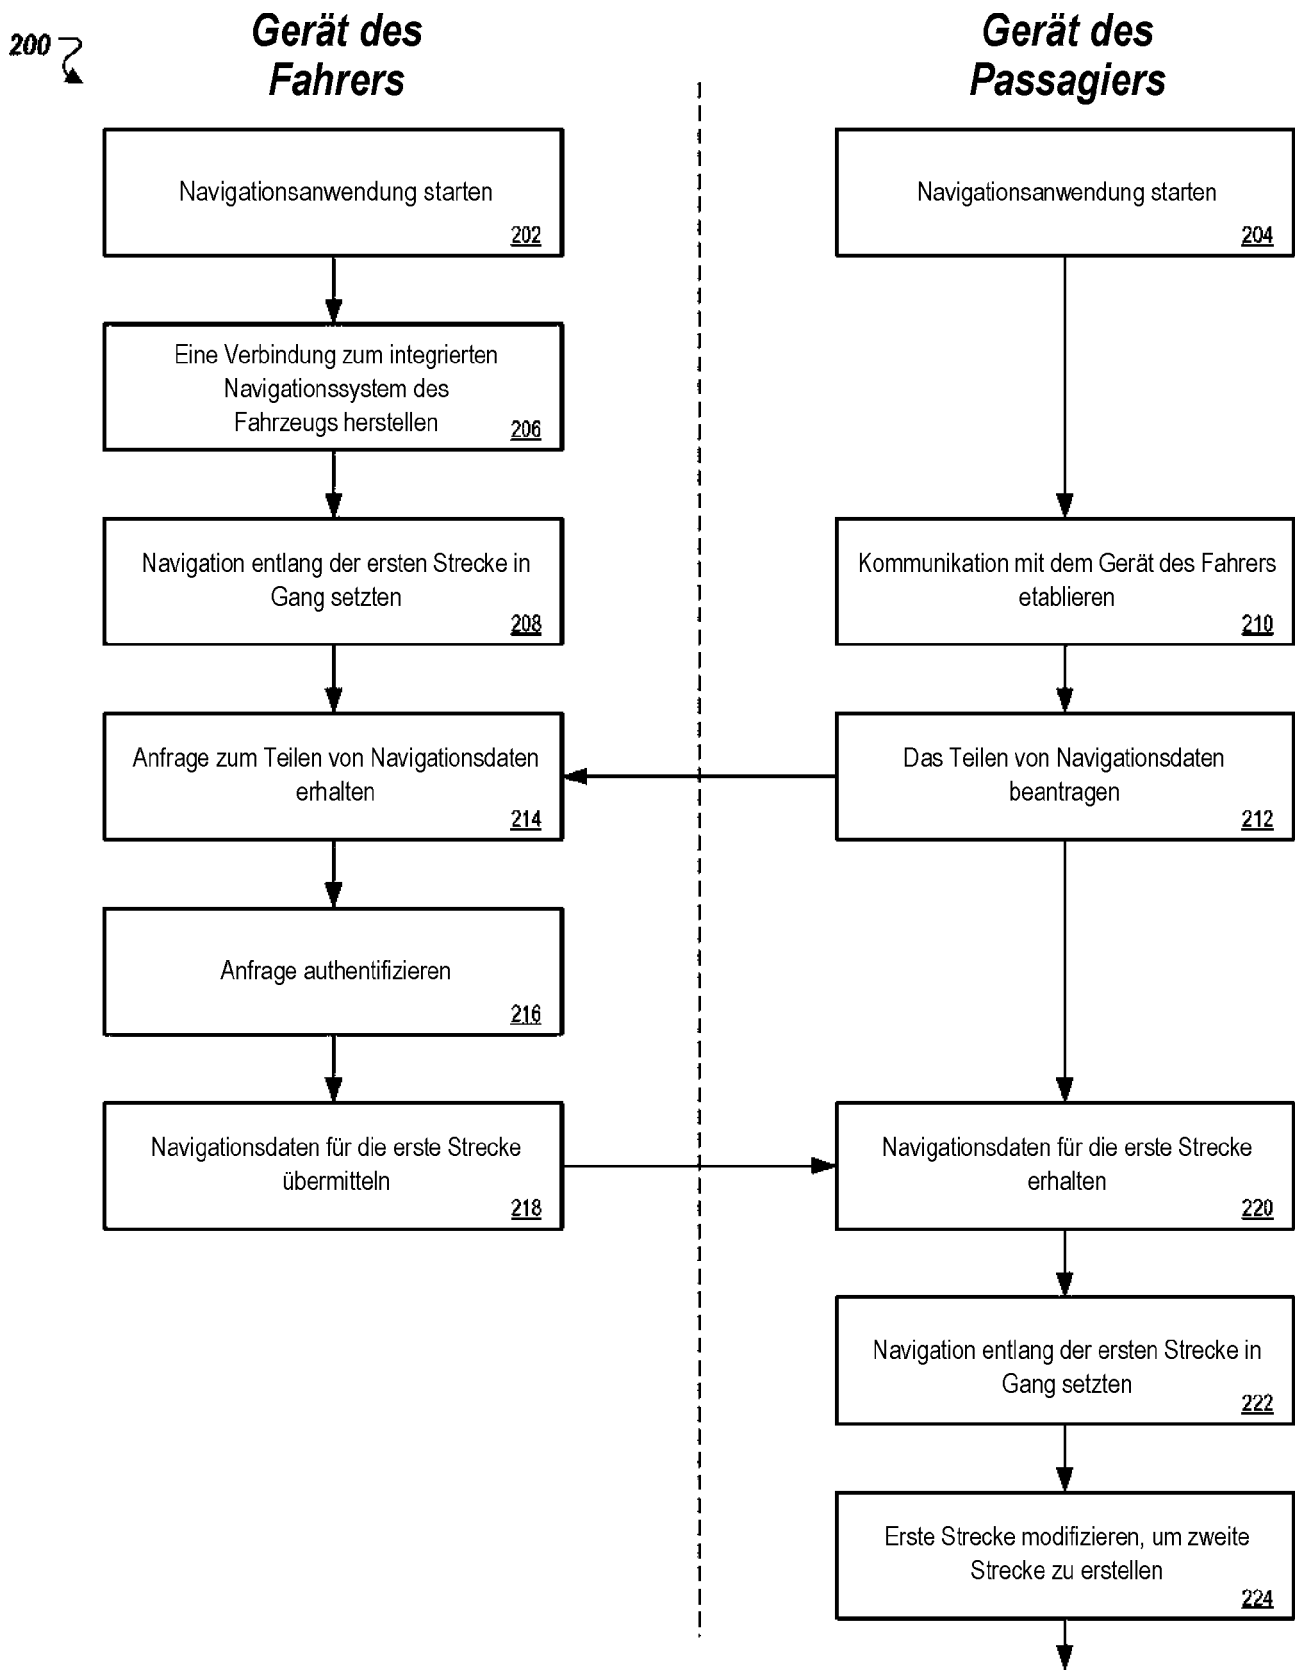 200
Gerät des
Fahrers
Gerät des
Passagiers
Navigationsanwendung starten
202
Navigationsanwendung starten
204
Eine Verbindung zum integrierten
Navigationssystem des
Fahrzeugs herstellen
206
Navigation entlang der ersten Strecke in
Gang setzten
208
Kommunikation mit dem Gerät des Fahrers
etablieren
210
Anfrage zum Teilen von Navigationsdaten
erhalten
214
Das Teilen von Navigationsdaten
beantragen
212
Anfrage authentifizieren
216
Navigationsdaten für die erste Strecke
übermitteln
218
Navigationsdaten für die erste Strecke
erhalten
220
Navigation entlang der ersten Strecke in
Gang setzten
222
Erste Strecke modifizieren, um zweite
Strecke zu erstellen
224